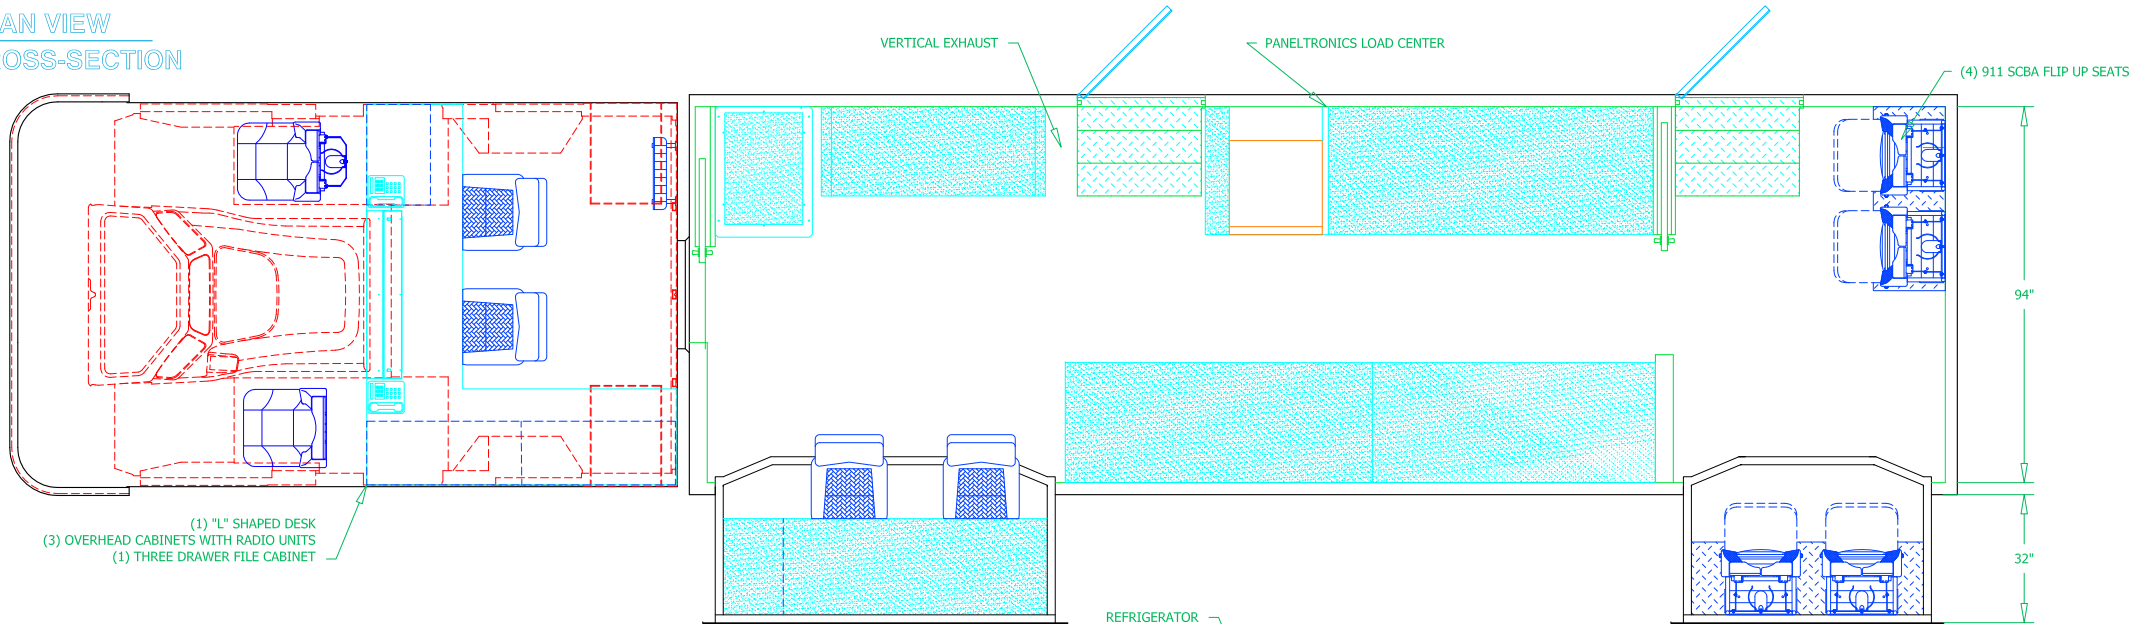 AN VIEW
ROSS-SECTION
VERTICAL EXHAUST
PANELTRONICS LOAD CENTER
(4) 911 SCBA FLIP UP SEATS
94"
(1) "L" SHAPED DESK
(3) OVERHEAD CABINETS WITH RADIO UNITS
(1) THREE DRAWER FILE CABINET
32"
REFRIGERATOR